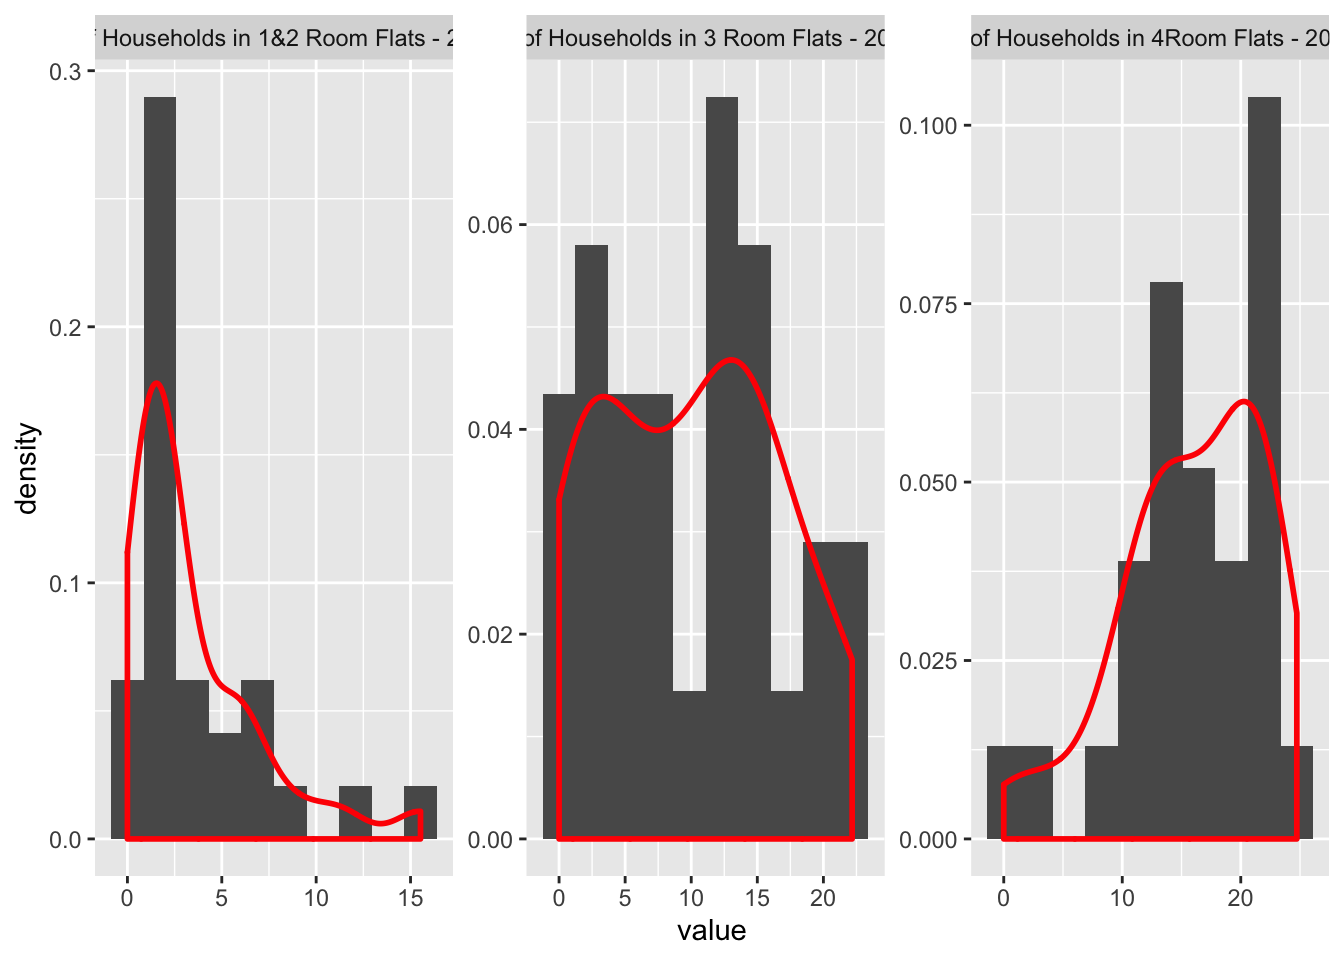 Households in 1&2 Room Flats - 2
of Households in 3 Room Flats - 20
of Households in 4Room Flats - 20
0.3
0.2
0.1
0.0
0.06
0.04
0.02
0.00
0.100
0.075
0.050
0.025
0.000
density
0 5 10 15
0 5 10 15 20
0 10 20
value